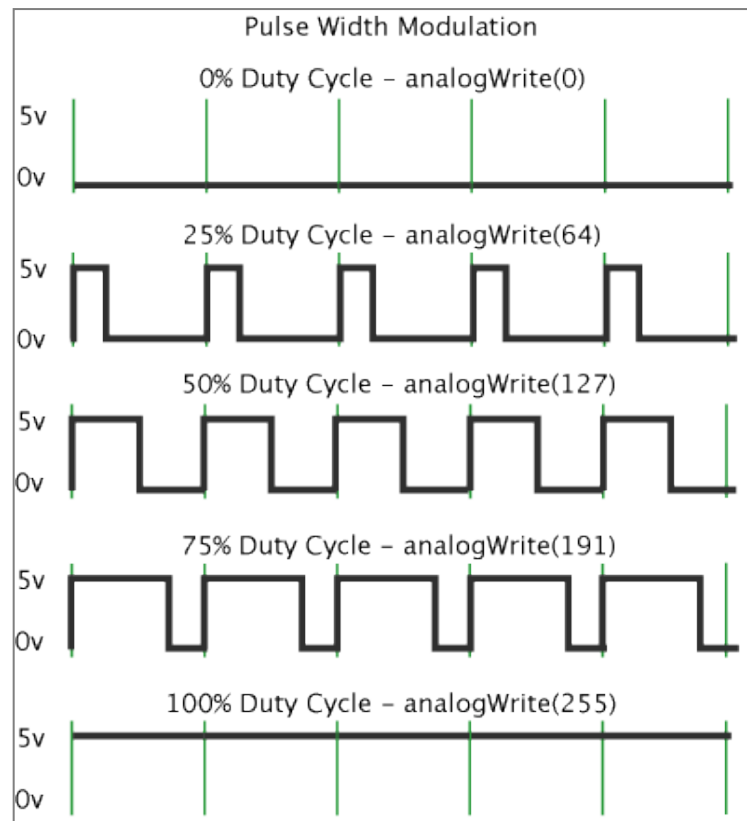 Pulse Width Modulation
0% Duty Cycle – analogWrite(0)
5v
0v
25% Duty Cycle – analogWrite(64)
5v
0v
50% Duty Cycle – analogWrite(127)
5v
0v
75% Duty Cycle – analogWrite(191)
5v
0v
100% Duty Cycle – analogWrite(255)
5v
0v